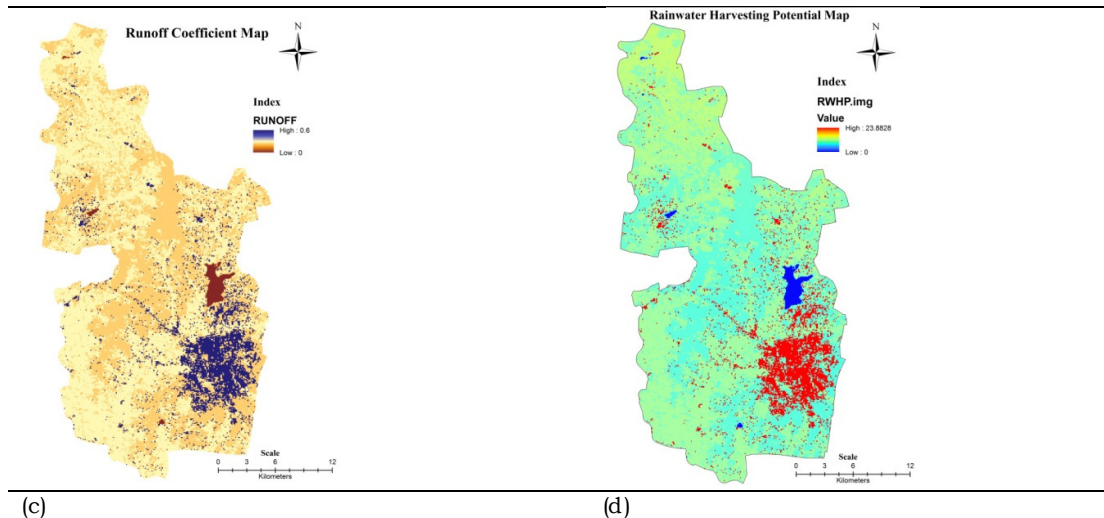 Runoff Coefficient Map
N
Index
RUNOFF
High : 0.6
Low : 0
Scale
0 3 6 12
Kilometers
(c)
Rainwater Harvesting Potential Map
N
Index
RWHP.img
Value
High : 23.8828
Low : 0
Scale
0 3 6 12
Kilometers
(d)